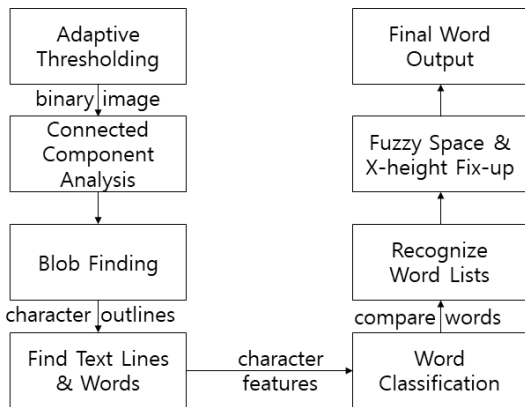 Adaptive
Thresholding
binary image
Connected
Component
Analysis
Blob Finding
character outlines
Find Text Lines
& Words
character
features
Word
Classification
compare words
Recognize
Word Lists
Fuzzy Space &
X-height Fix-up
Final Word
Output